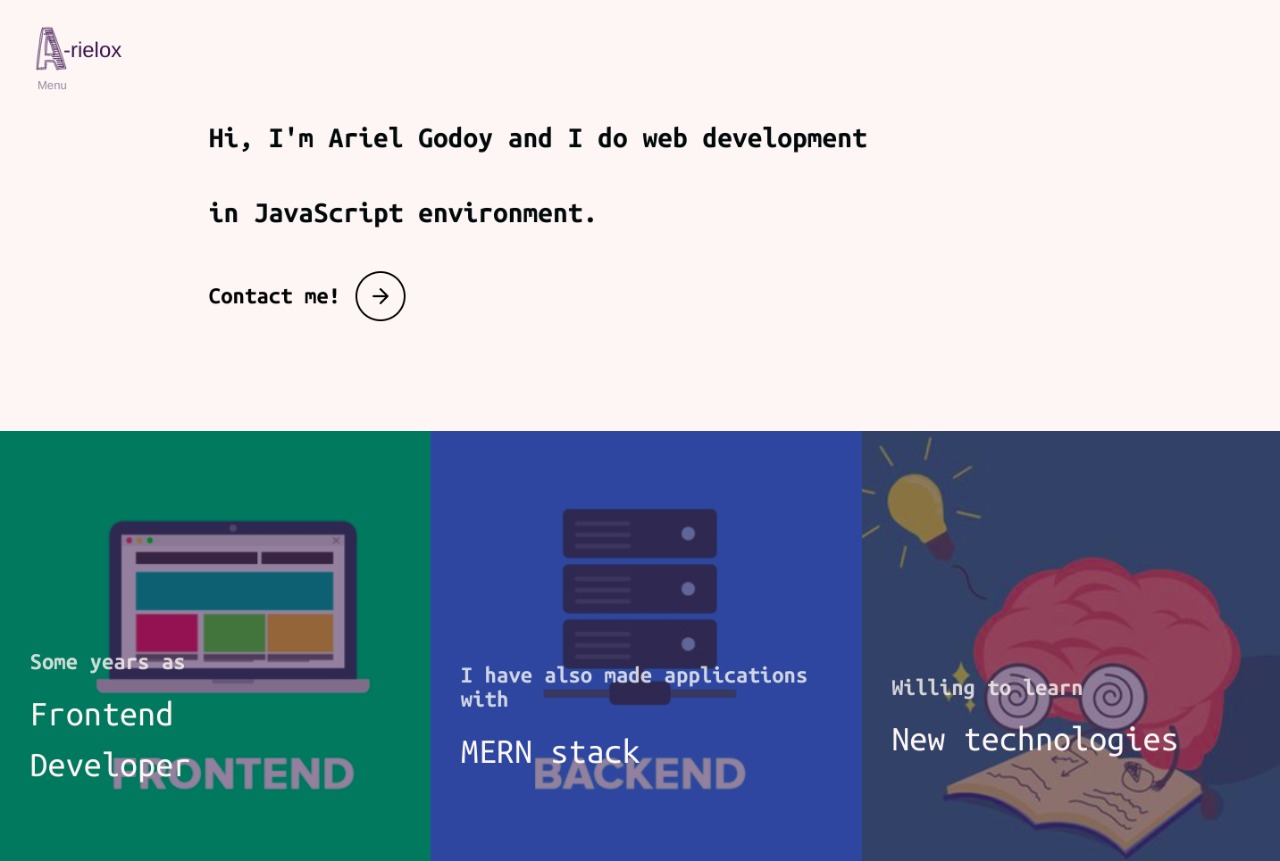 A-rielox
Menu
Hi, I'm Ariel Godoy and I do web development
in JavaScript environment.
Contact me!
Some years as
Frontend
Developer
FRONTEND
I have also made applications
with
MERN stack
BACKEND
Willing to learn
New technologies